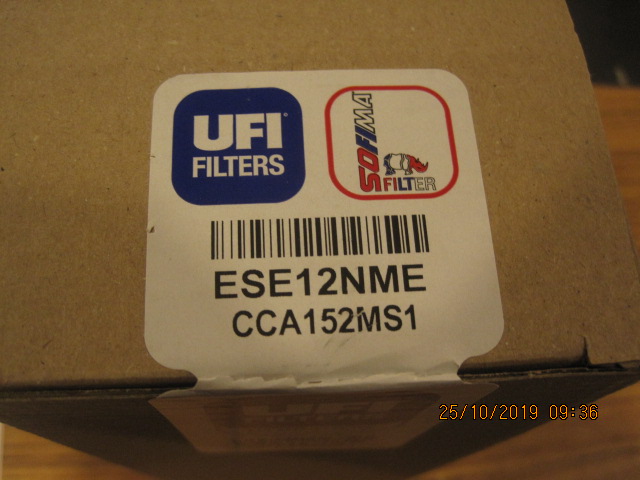 UFI
FILTERS
SOFIMA
FILTER
ESE12NME
CCA152MS1
25/10/2019 09:36